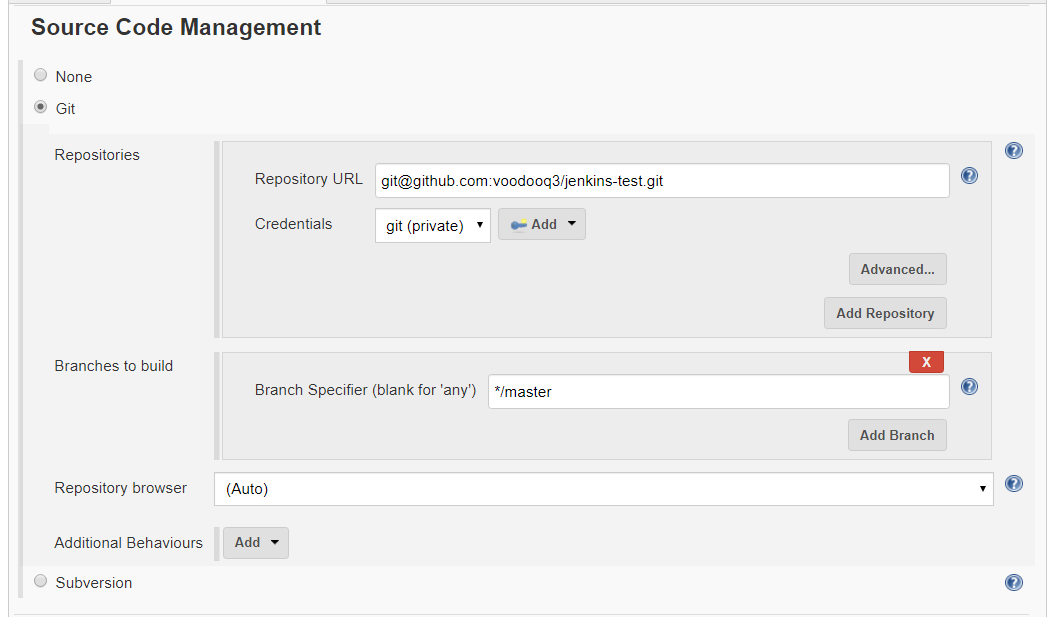 Source Code Management
None
Git
Repositories
Repository URL git@github.com:voodooq3/jenkins-test.git
Credentials git (private) Add
Advanced...
Add Repository
Branches to build
X
Branch Specifier (blank for 'any') */master
Add Branch
Repository browser (Auto)
Additional Behaviours Add
Subversion